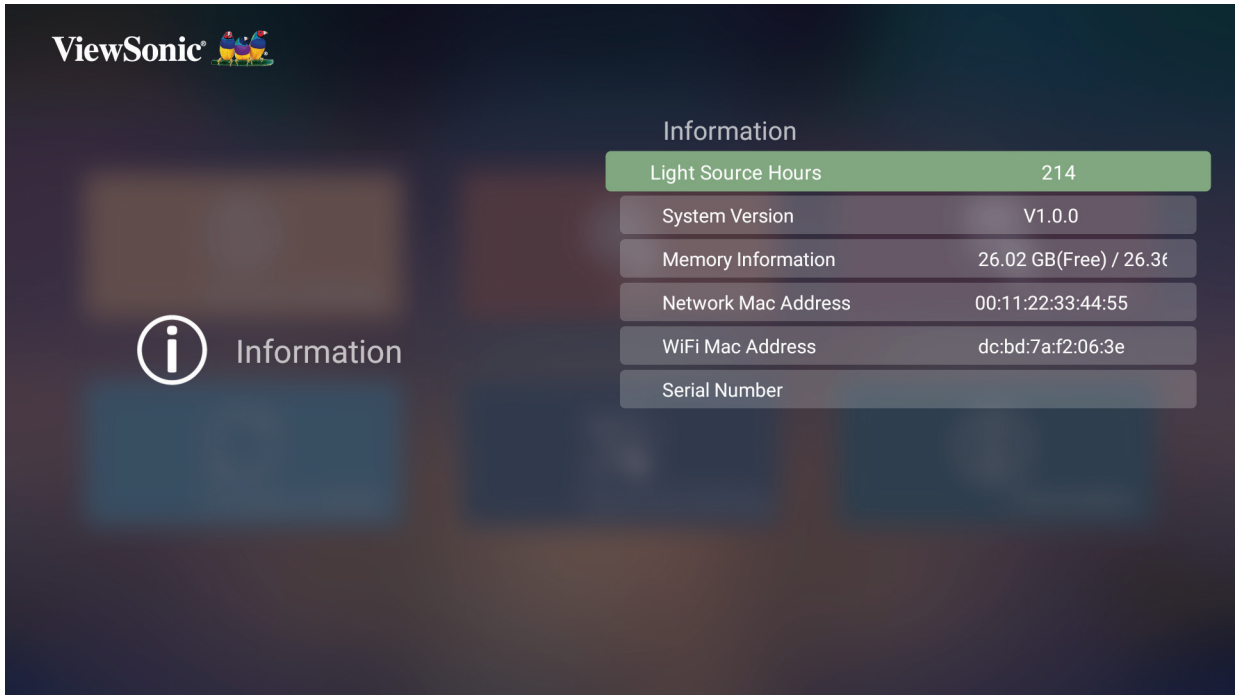 ViewSonic®
Information
Light Source Hours 214
System Version V1.0.0
Memory Information 26.02 GB(Free) / 26.36
Network Mac Address 00:11:22:33:44:55
WiFi Mac Address dc:bd:7a:f2:06:3e
Serial Number
Information